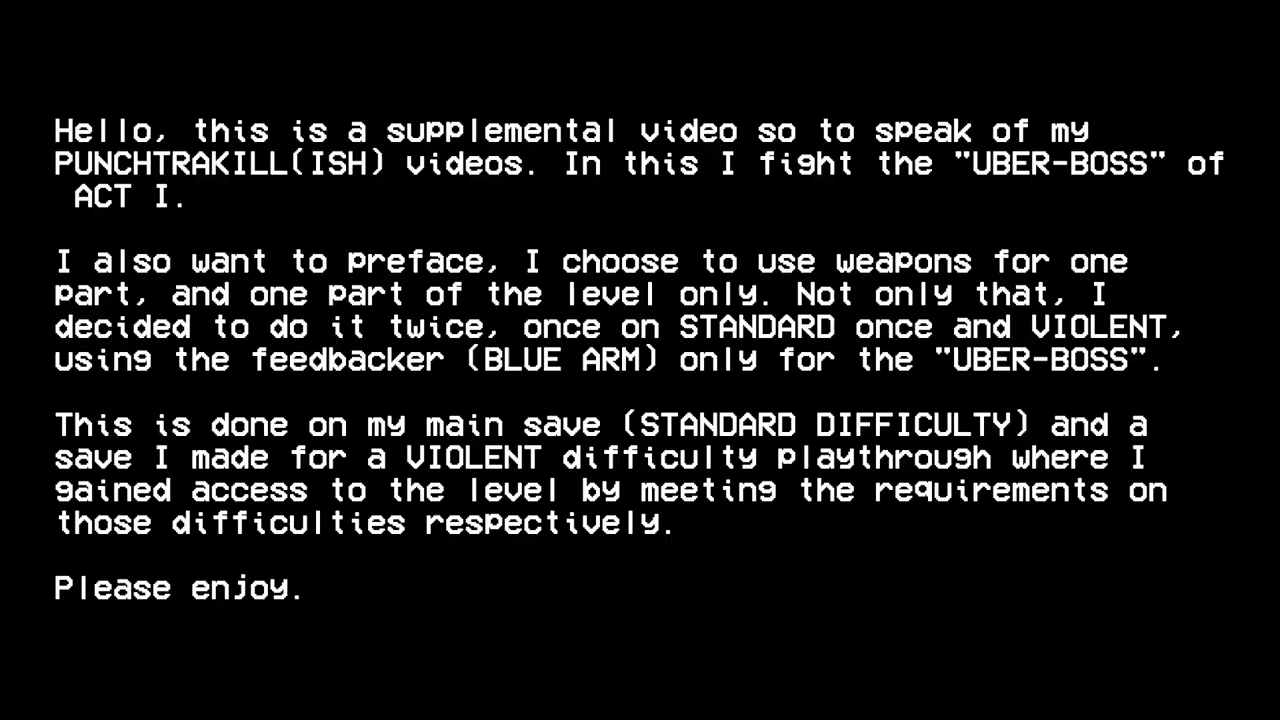 Hello, this is a supplemental video so to speak of my
PUNCHTRAKILL(ISH) videos. In this I fight the "UBER-BOSS" of
ACT I.
I also want to preface, I choose to use weapons for one
part, and one part of the level only. Not only that, I
decided to do it twice, once on STANDARD once and VIOLENT,
using the feedbacker (BLUE ARM) only for the "UBER-BOSS".
This is done on my main save (STANDARD DIFFICULTY) and a
save I made for a VIOLENT difficulty playthrough where I
gained access to the level by meeting the requirements on
those difficulties respectively.
Please enjoy.